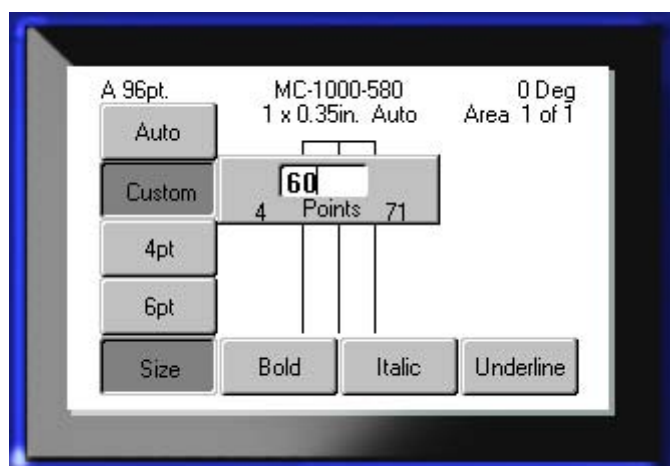 A 96pt. MC-1000-580 0 Deg
1 x 0.35in. Auto Area 1 of 1
Auto
Custom
60
4 Points 71
4pt
6pt
Size Bold Italic Underline